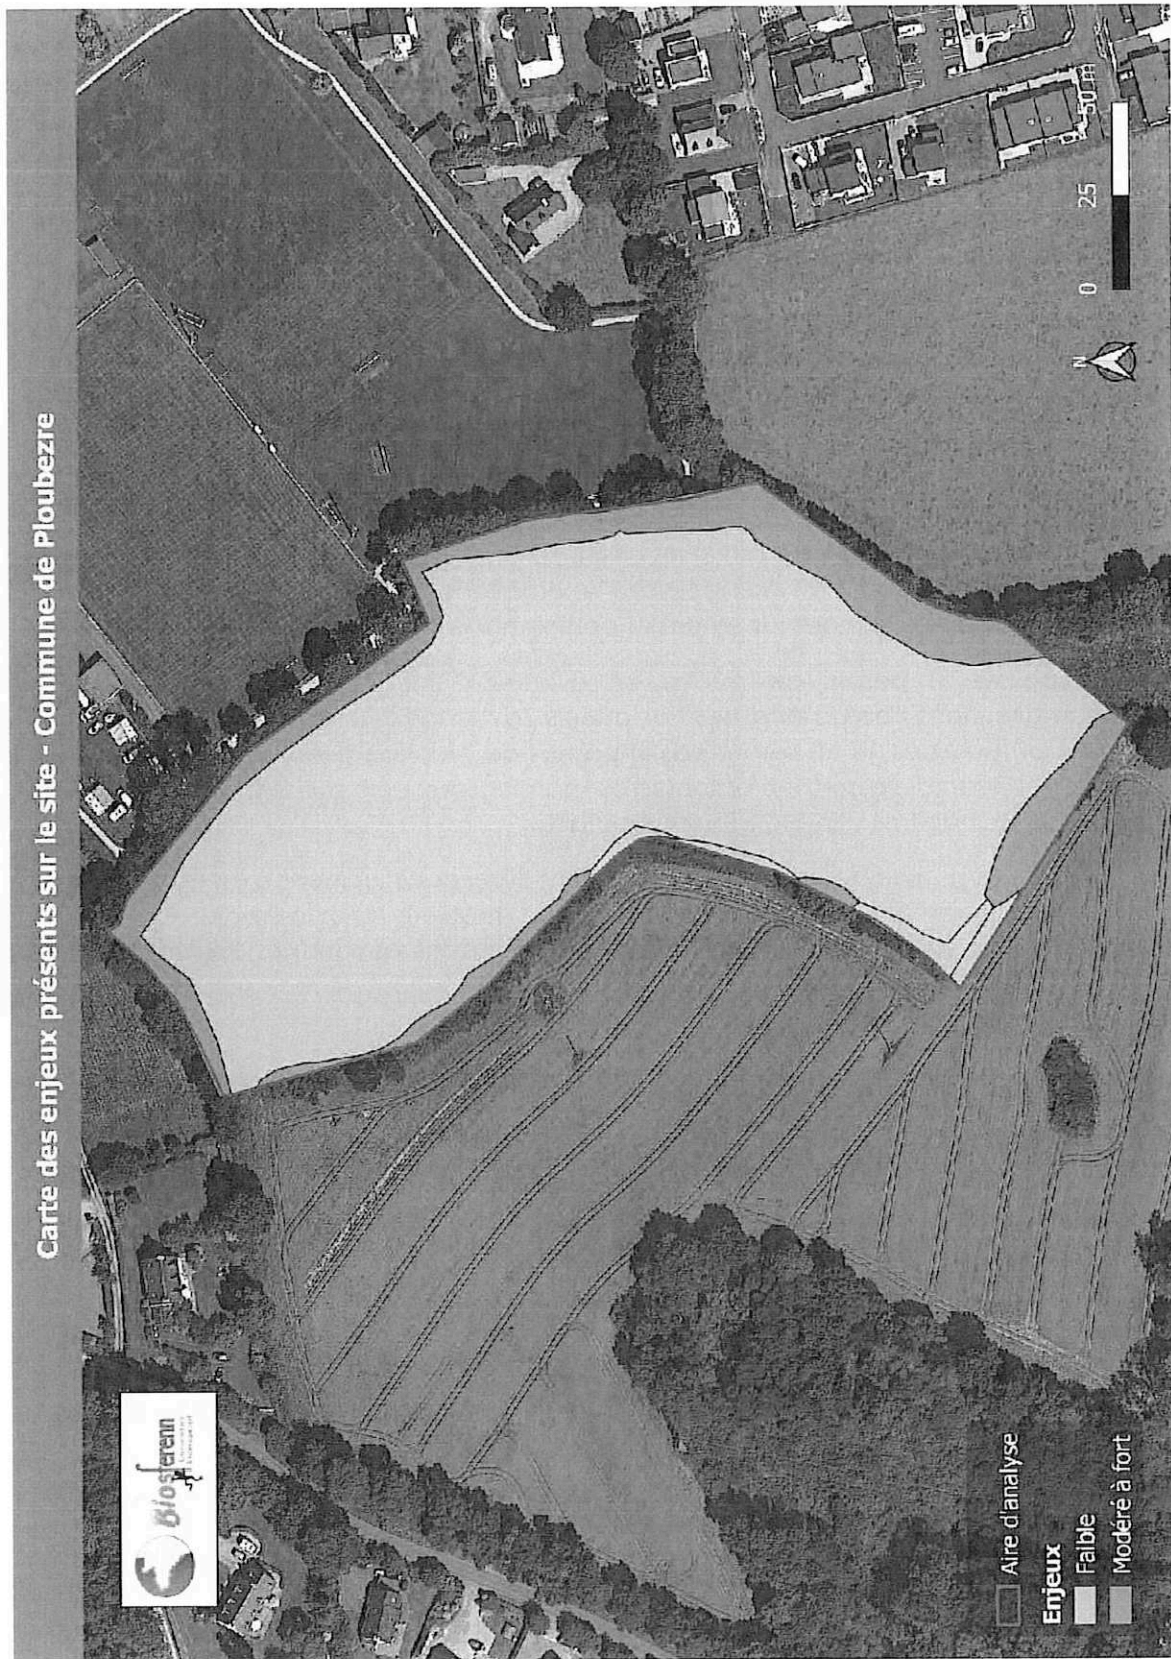 Carte des enjeux présents sur le site - Commune de Ploubezre
Biosferenn
Aire d'analyse
Enjeux
Faible
Modéré à fort
N
0 25 50 m